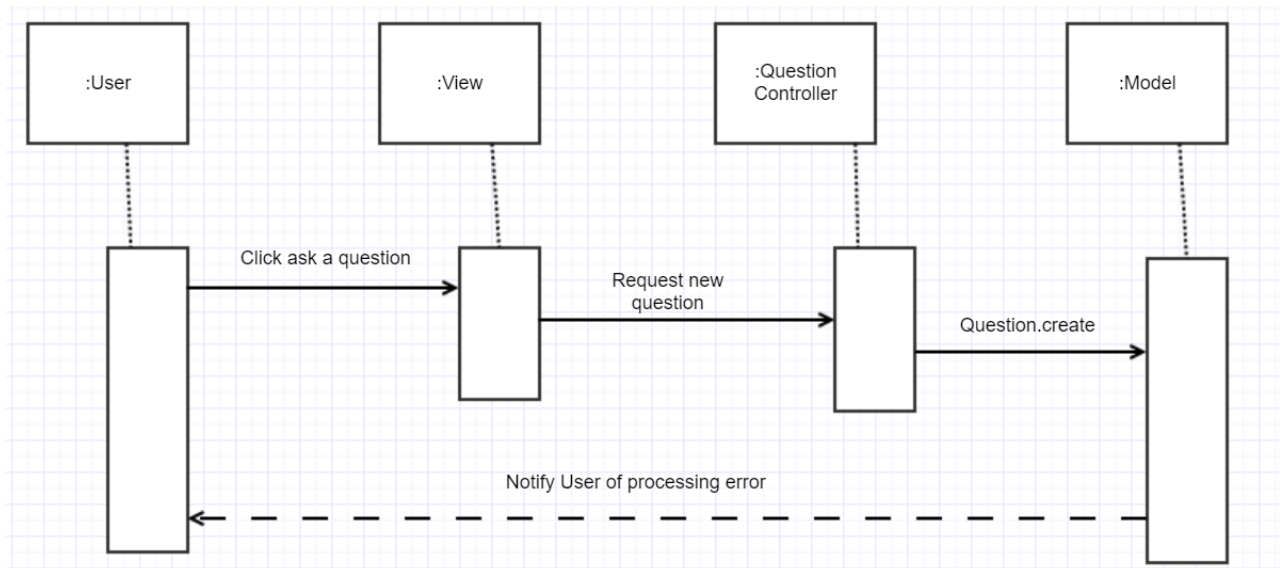 :User
:View
:Question
Controller
:Model
Click ask a question
Request new
question
Question.create
Notify User of processing error